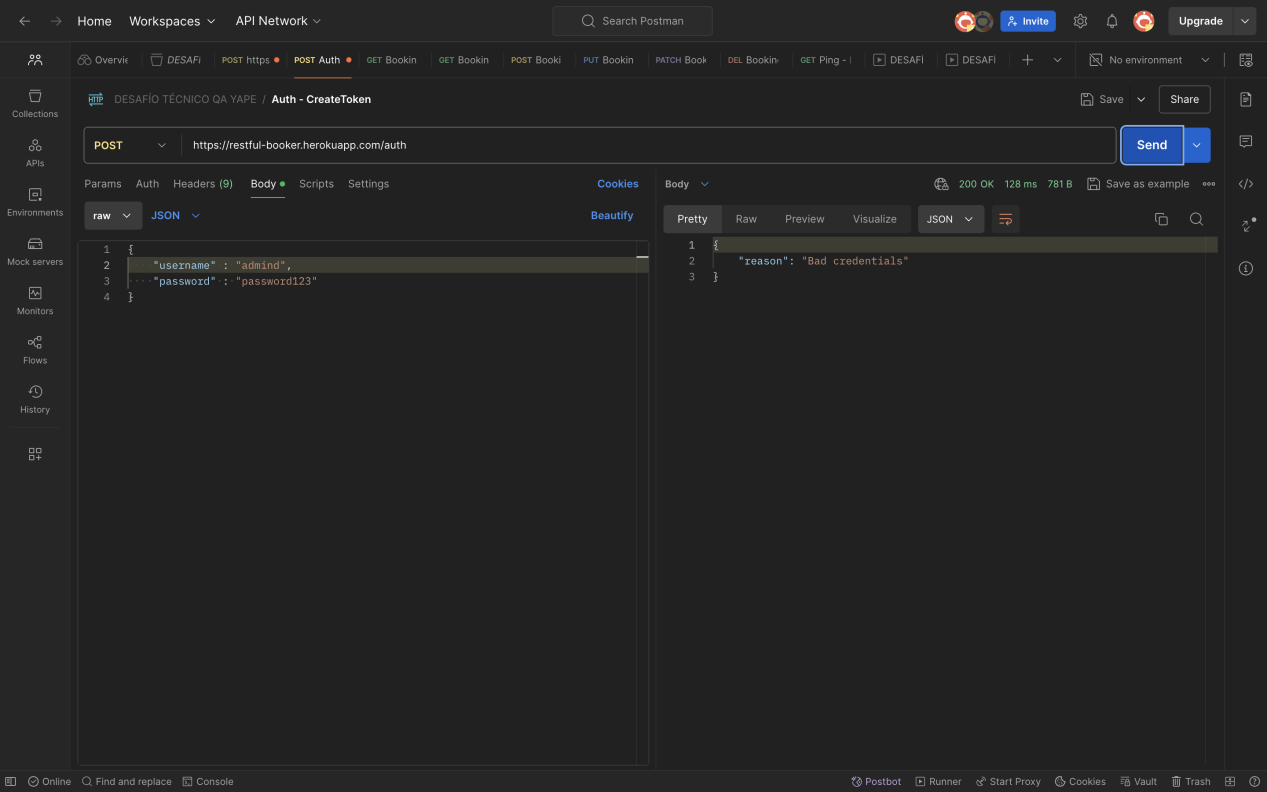 Home Workspaces API Network Search Postman Invite Upgrade
Overvie DESAFI POST https POST Auth GET Bookin GET Bookin POST Booki PUT Bookin PATCH Book DEL Bookin GET Ping - DESAFI DESAFI No environment
HTTP DESAFÍO TÉCNICO QA YAPE / Auth - CreateToken Save Share
Collections
APIs
Environments
Mock servers
Monitors
Flows
History
POST https://restful-booker.herokuapp.com/auth Send
Params Auth Headers (9) Body Scripts Settings Cookies
raw JSON Beautify
1 {
2 "username" : "admind",
3 "password" : "password123"
4 }
Body 200 OK 128 ms 781 B Save as example
Pretty Raw Preview Visualize JSON
1 {
2 "reason": "Bad credentials"
3 }
Online Find and replace Console Postbot Runner Start Proxy Cookies Vault Trash